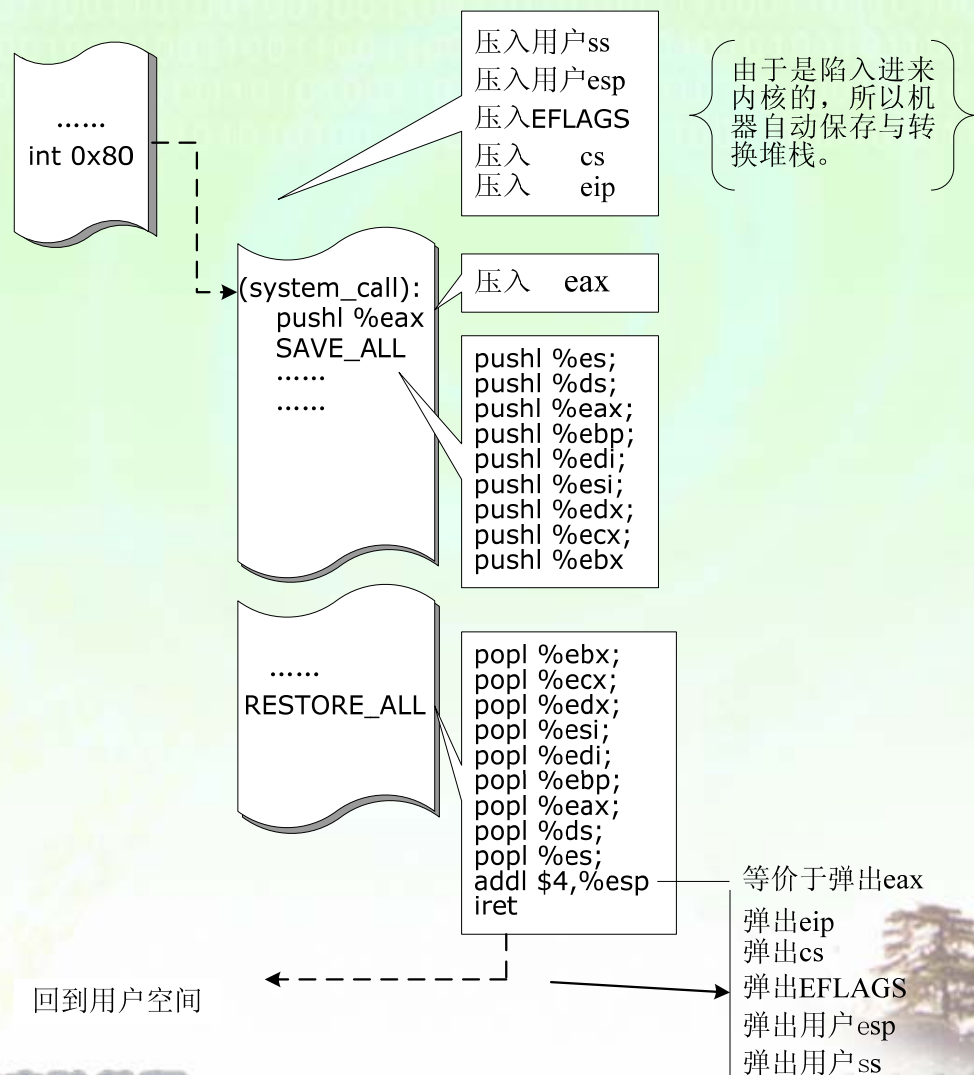 压入用户ss
压入用户esp
压入EFLAGS
压入 cs
压入 eip
由于是陷入进来
内核的，所以机
器自动保存与转
换堆栈。
……
int 0x80
(system_call):
pushl %eax
SAVE_ALL
……
……
压入 eax
pushl %es;
pushl %ds;
pushl %eax;
pushl %ebp;
pushl %edi;
pushl %esi;
pushl %edx;
pushl %ecx;
pushl %ebx
……
RESTORE_ALL
popl %ebx;
popl %ecx;
popl %edx;
popl %esi;
popl %edi;
popl %ebp;
popl %eax;
popl %ds;
popl %es;
addl $4,%esp
iret
等价于弹出eax
弹出eip
弹出cs
弹出EFLAGS
弹出用户esp
弹出用户ss
回到用户空间